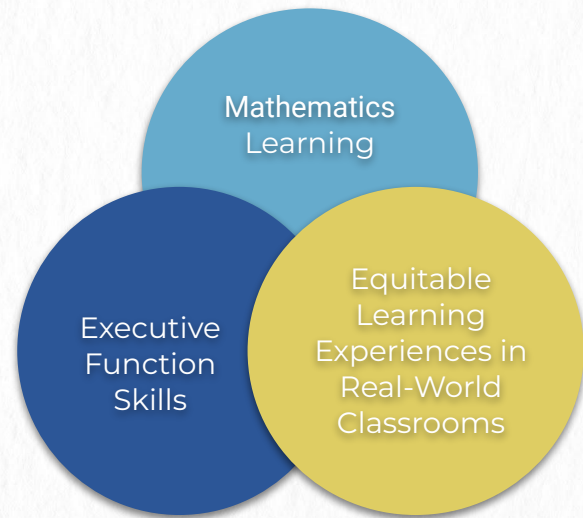 Mathematics
Learning
Executive
Function
Skills
Equitable
Learning
Experiences in
Real-World
Classrooms